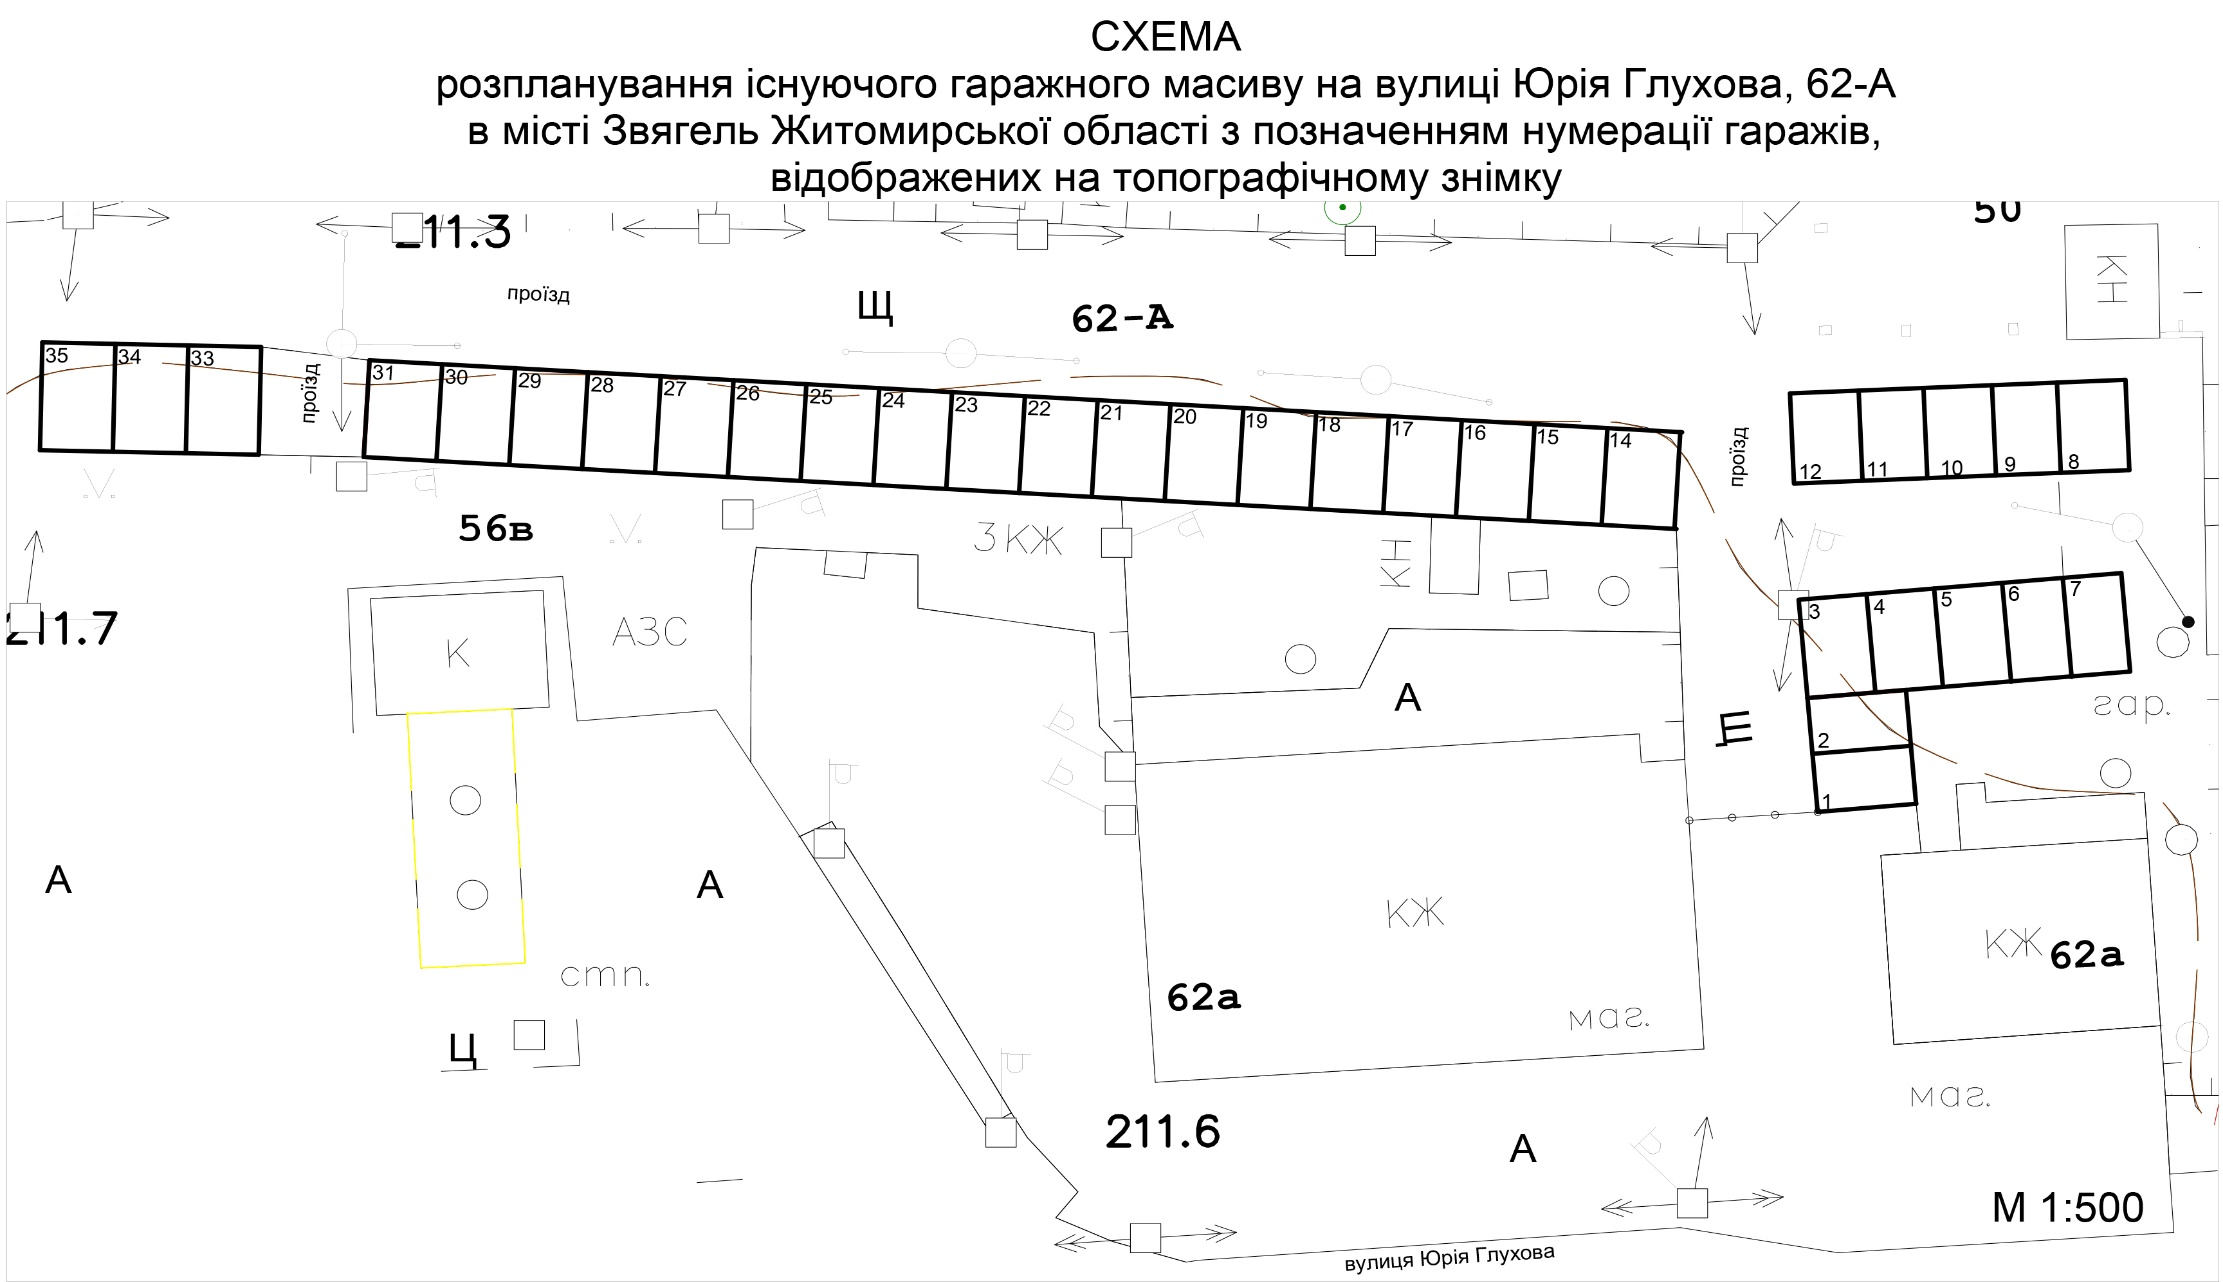 СХЕМА
розпланування існуючого гаражного масиву на вулиці Юрія Глухова, 62-А
в місті Звягель Житомирської області з позначенням нумерації гаражів,
відображених на топографічному знімку
211.3
50
проїзд
Щ
62-А
КН
35 34 33
проїзд
31 30 29 28 27 26 25 24 23 22 21 20 19 18 17 16 15 14
проїзд
12 11 10 9 8
56в
3КЖ
КН
3 4 5 6 7
211.7
К
АЗС
А
гар.
Щ
2
1
А
А
КЖ
КЖ
62а
стп.
62а
маг.
Ц
маг.
211.6
А
М 1:500
вулиця Юрія Глухова